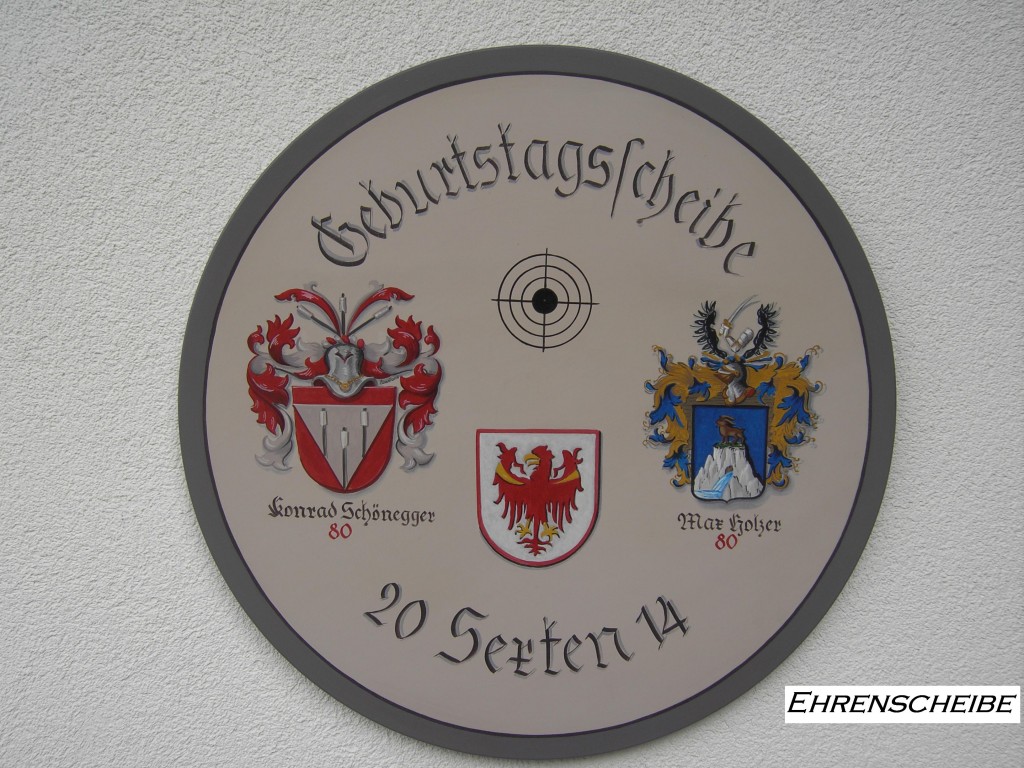 Geburtstagsſcheibe
Konrad Schönegger
80
Max Holzer
80
20 Sexten 14
EHRENSCHEIBE